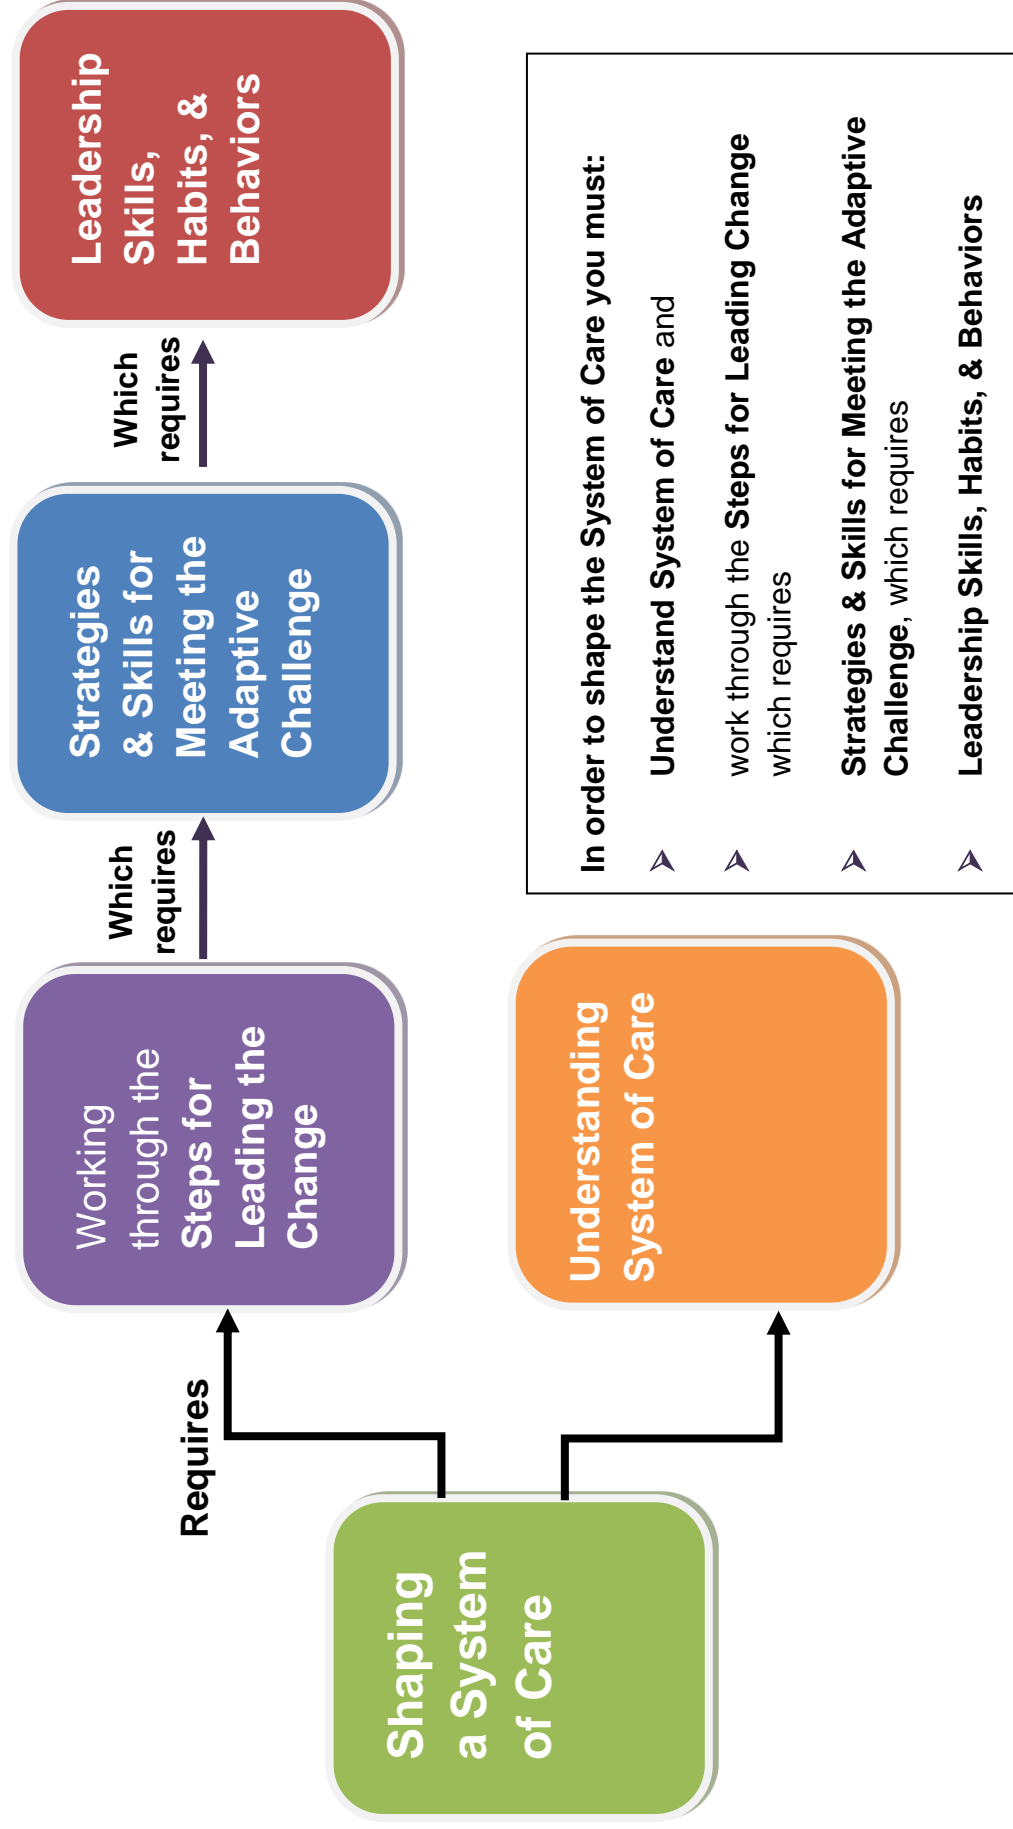 Shaping
a System
of Care
Requires
Working
through the
Steps for
Leading the
Change
Which
requires
Strategies
& Skills for
Meeting the
Adaptive
Challenge
Which
requires
Leadership
Skills,
Habits, &
Behaviors
Understanding
System of Care
In order to shape the System of Care you must:
Understand System of Care and
work through the Steps for Leading Change
which requires
Strategies & Skills for Meeting the Adaptive
Challenge, which requires
Leadership Skills, Habits, & Behaviors